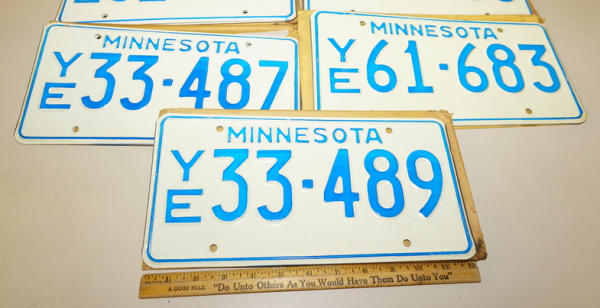 MINNESOTA
YE 33-487
MINNESOTA
YE 61-683
MINNESOTA
YE 33-489
A GOOD RULE "Do Unto Others As You Would Have Them Do Unto You"